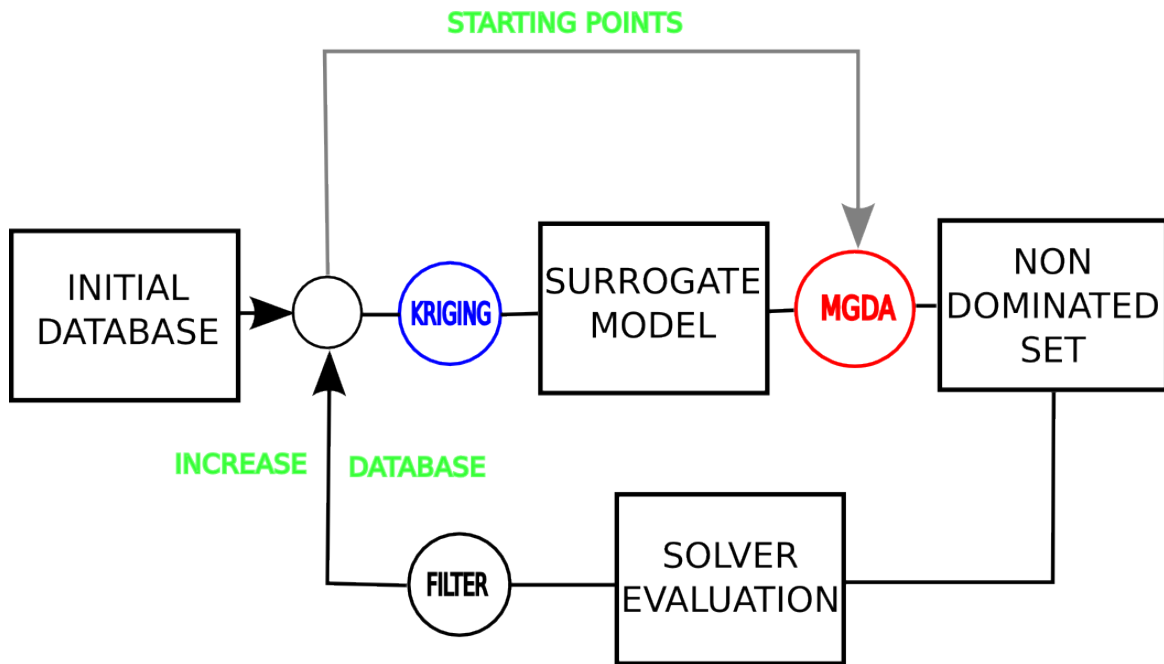 STARTING POINTS
INITIAL
DATABASE
KRIGING
SURROGATE
MODEL
MGDA
NON
DOMINATED
SET
INCREASE DATABASE
FILTER
SOLVER
EVALUATION